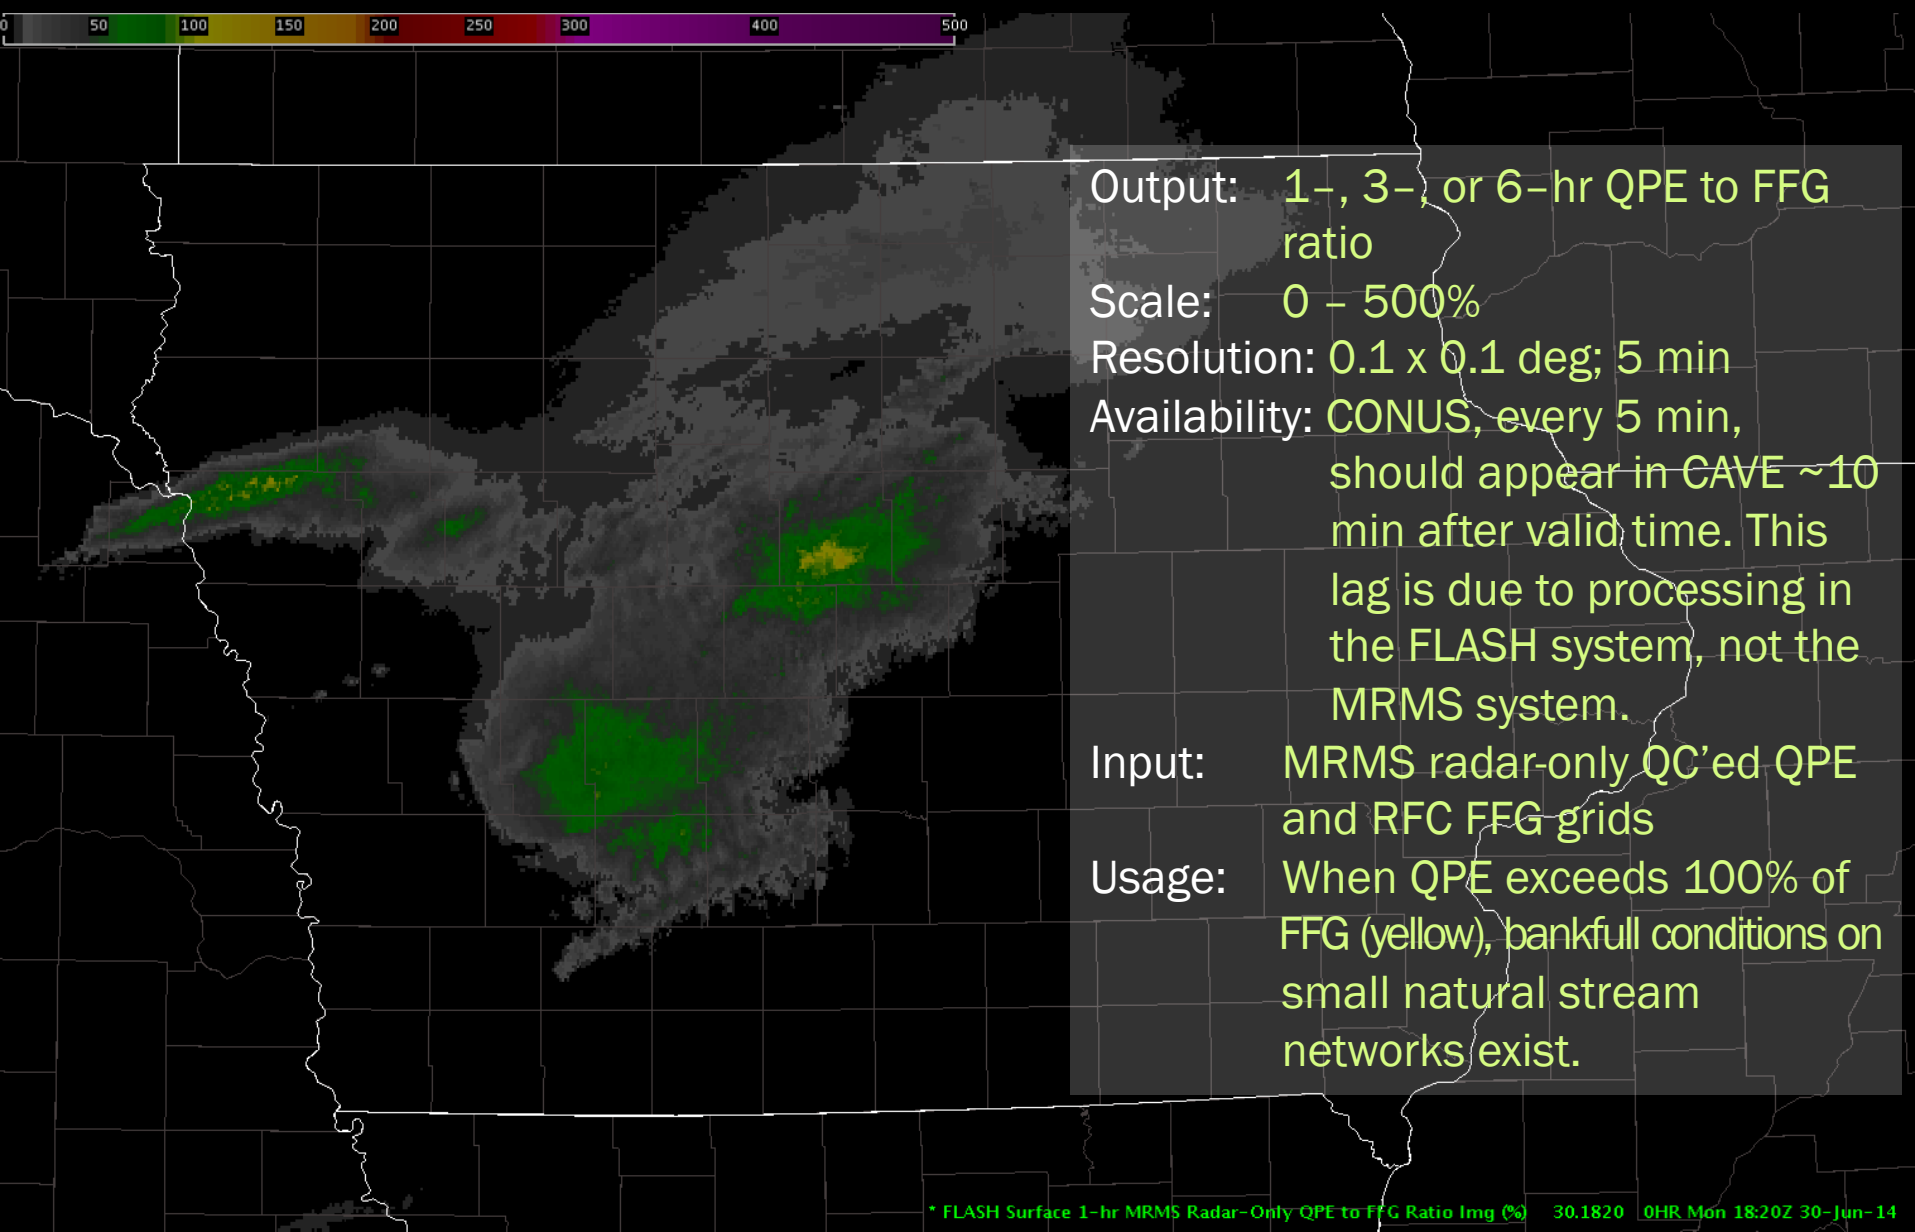 0 50 100 150 200 250 300 400 500
Output: 1–, 3–, or 6–hr QPE to FFG
ratio
Scale: 0 – 500%
Resolution: 0.1 x 0.1 deg; 5 min
Availability: CONUS, every 5 min,
should appear in CAVE ~10
min after valid time. This
lag is due to processing in
the FLASH system, not the
MRMS system.
Input: MRMS radar-only QC’ed QPE
and RFC FFG grids
Usage: When QPE exceeds 100% of
FFG (yellow), bankfull conditions on
small natural stream
networks exist.
* FLASH Surface 1-hr MRMS Radar-Only QPE to FFG Ratio Img (%) 30.1820 0HR Mon 18:20Z 30-Jun-14